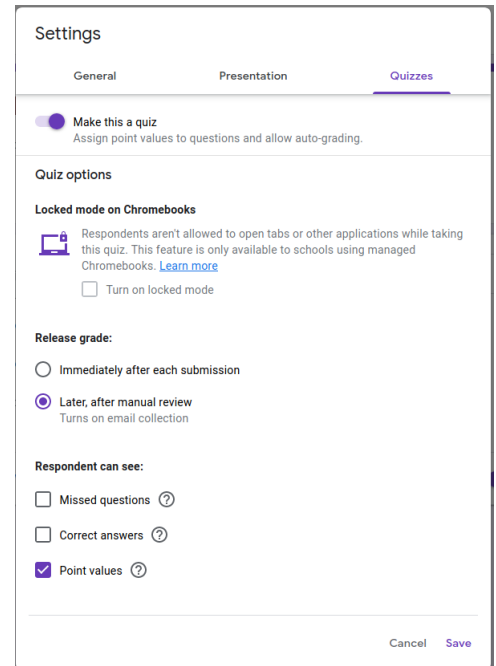 Settings
General Presentation Quizzes
Make this a quiz
Assign point values to questions and allow auto-grading.
Quiz options
Locked mode on Chromebooks
Respondents aren't allowed to open tabs or other applications while taking
this quiz. This feature is only available to schools using managed
Chromebooks. Learn more
Turn on locked mode
Release grade:
Immediately after each submission
Later, after manual review
Turns on email collection
Respondent can see:
Missed questions ?
Correct answers ?
Point values ?
Cancel Save